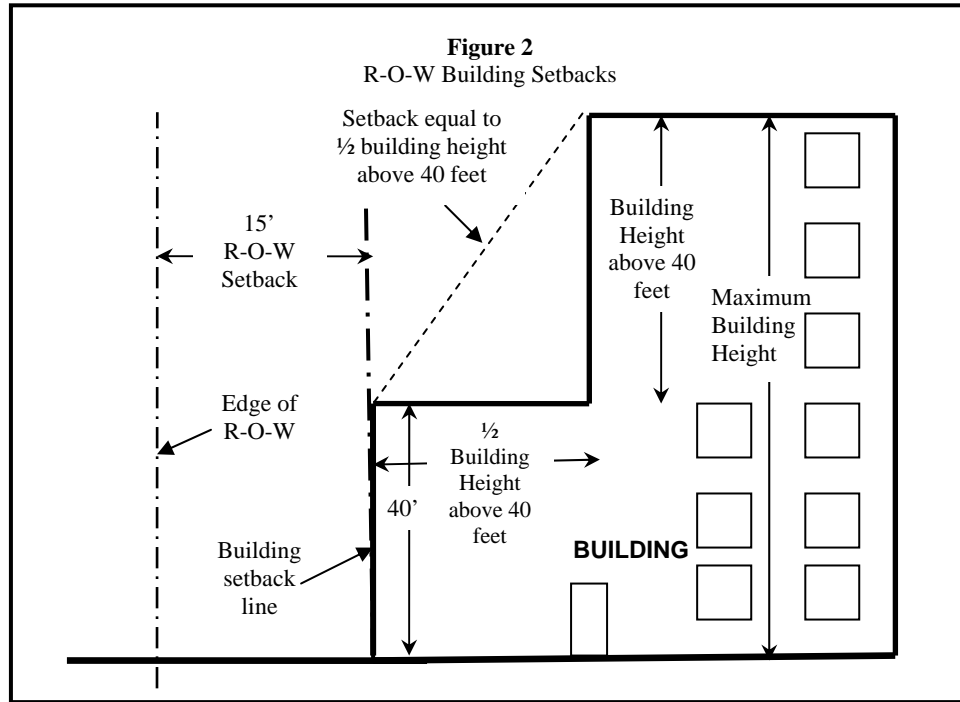 Figure 2
R-O-W Building Setbacks
Setback equal to
½ building height
above 40 feet
15’
R-O-W
Setback
Building
Height
above 40
feet
Maximum
Building
Height
Edge of
R-O-W
½
Building
Height
above 40
feet
40’
Building
setback
line
BUILDING